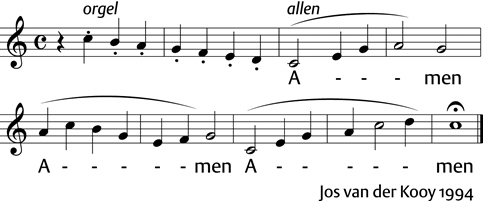 orgel allen
A - - - men
A - - - - men A - - - - men
Jos van der Kooy 1994